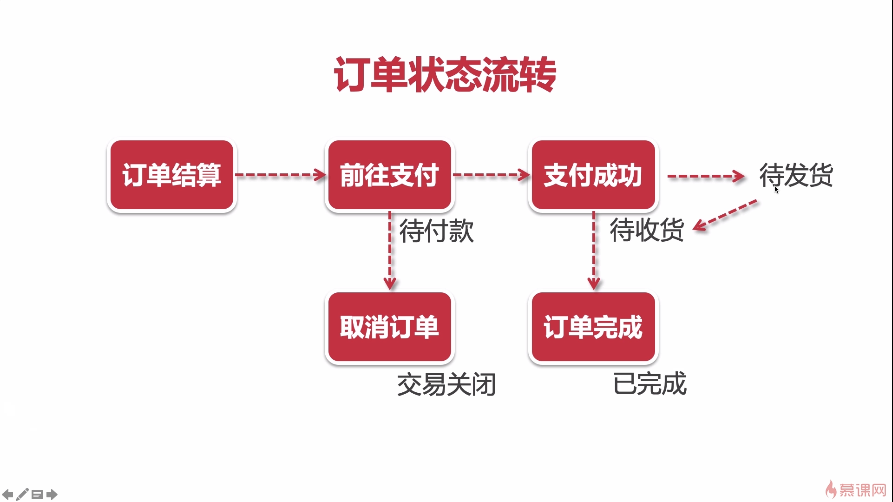 订单状态流转
订单结算
前往支付
支付成功
待发货
待付款
待收货
取消订单
订单完成
交易关闭
已完成
慕课网